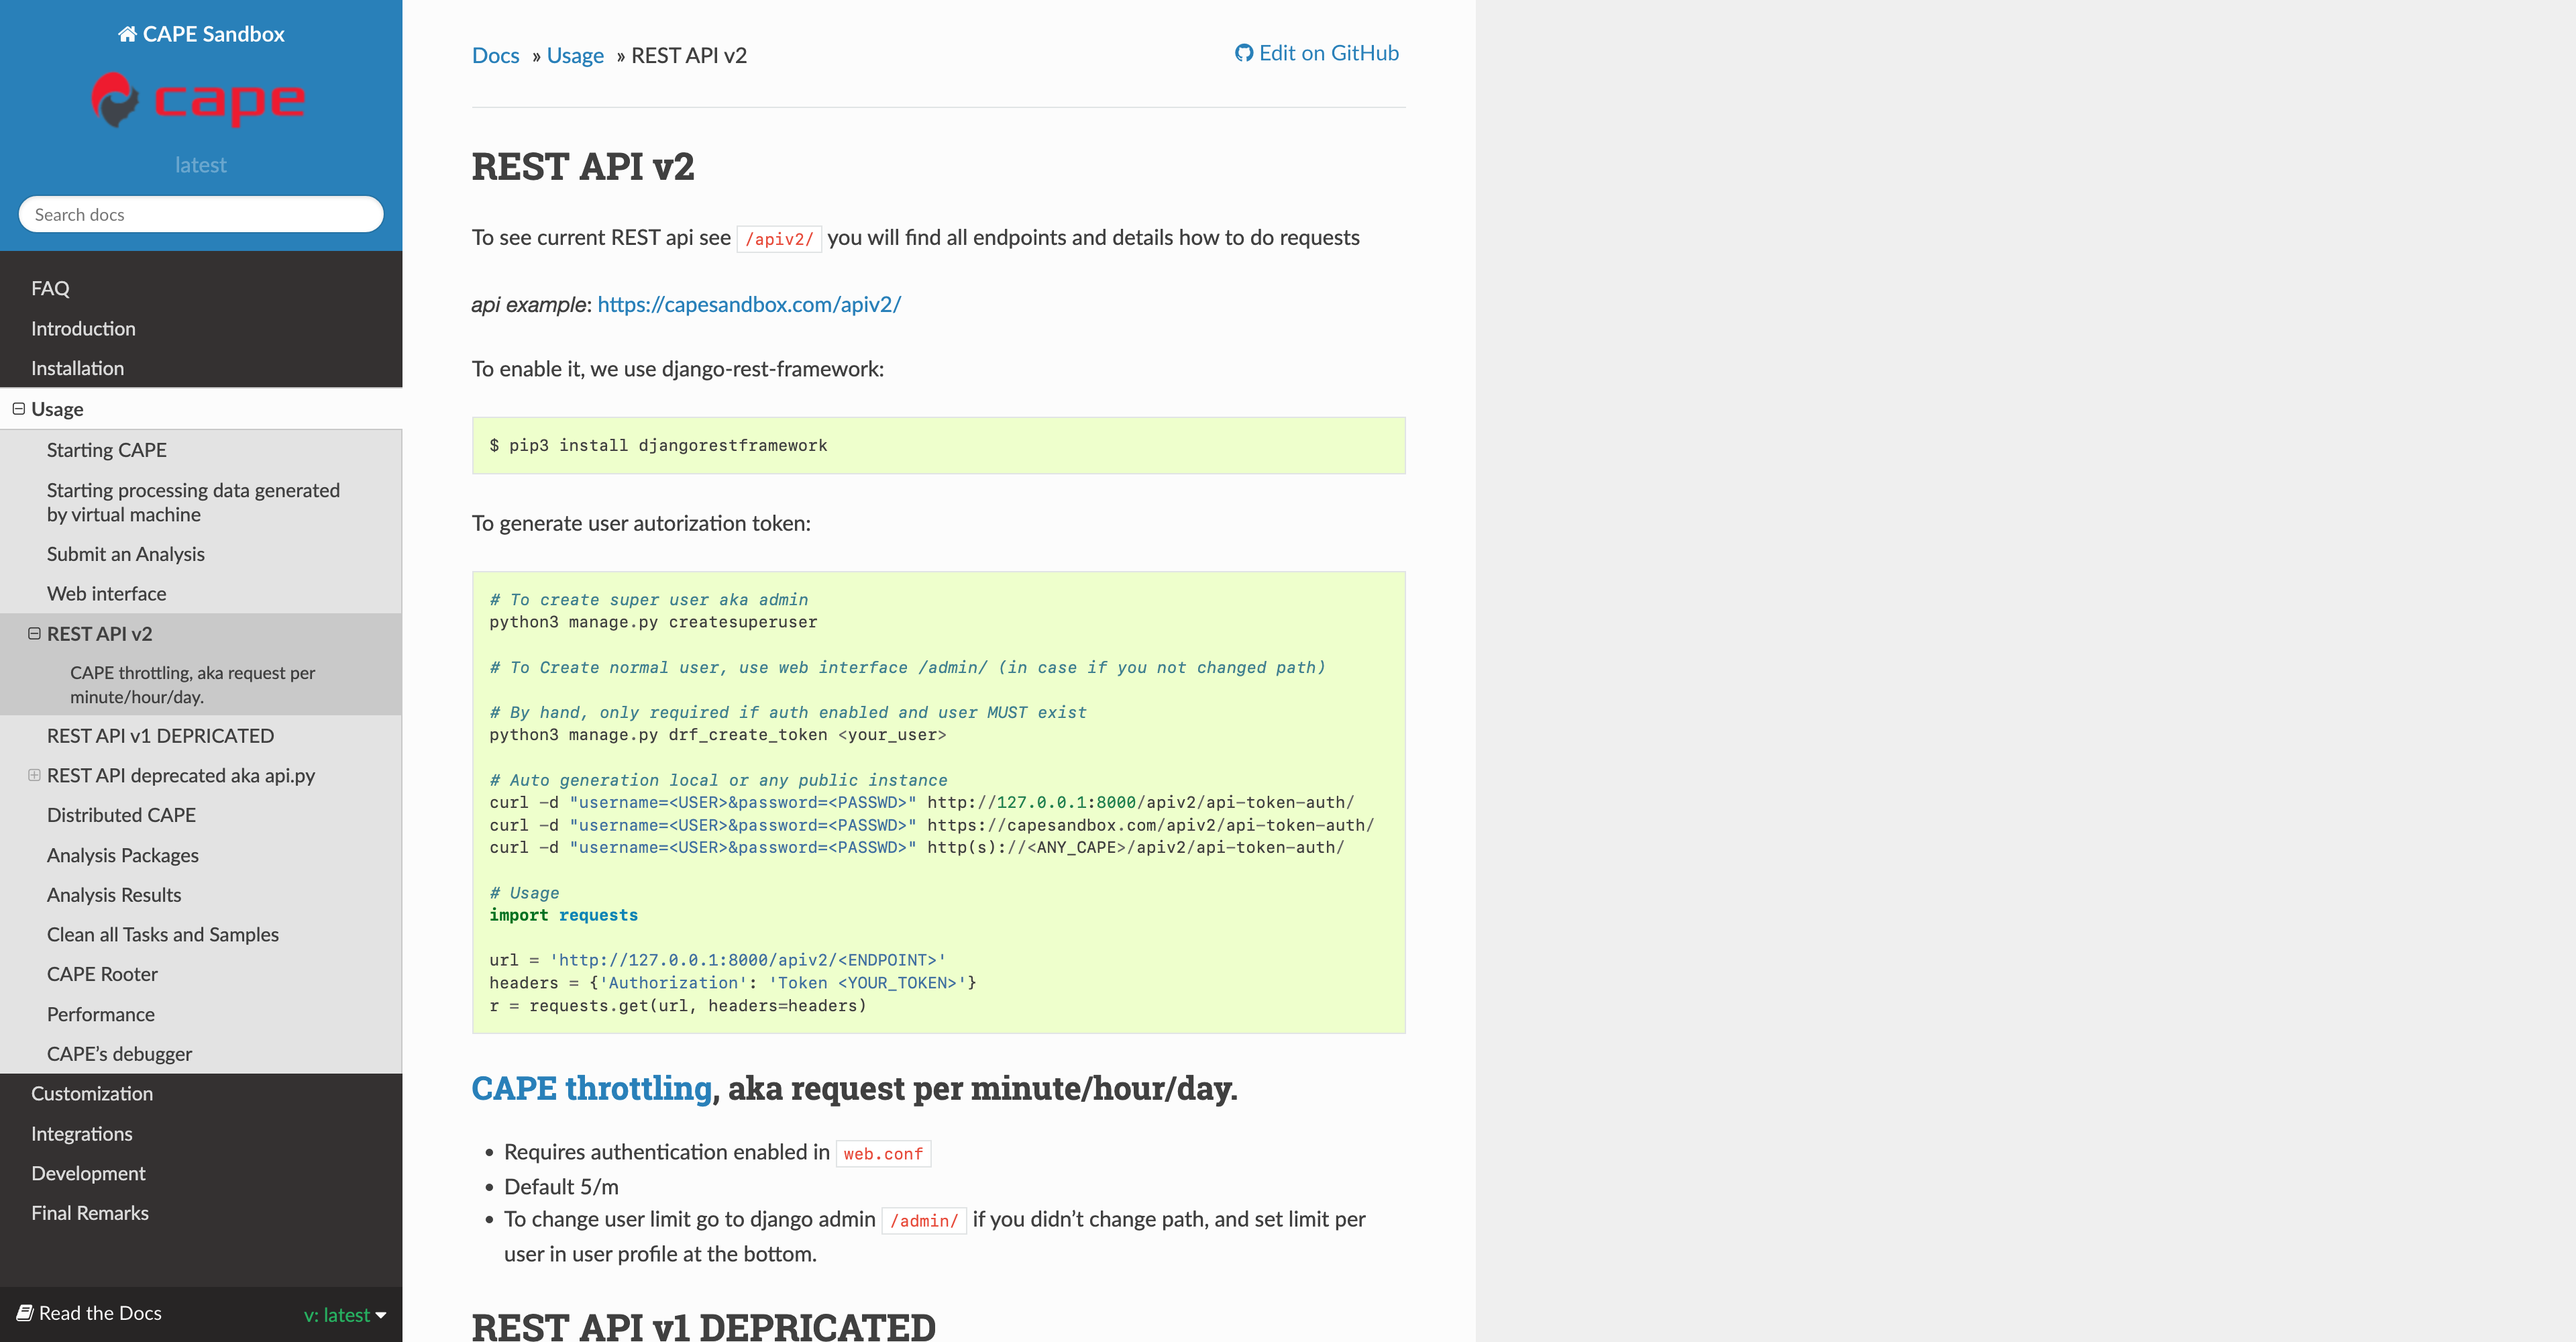 CAPE Sandbox
cape
latest
Search docs
FAQ
Introduction
Installation
Usage
Starting CAPE
Starting processing data generated
by virtual machine
Submit an Analysis
Web interface
REST API v2
CAPE throttling, aka request per
minute/hour/day.
REST API v1 DEPRICATED
REST API deprecated aka api.py
Distributed CAPE
Analysis Packages
Analysis Results
Clean all Tasks and Samples
CAPE Rooter
Performance
CAPE's debugger
Customization
Integrations
Development
Final Remarks
Read the Docs
v: latest
Docs » Usage » REST API v2
Edit on GitHub
REST API v2
To see current REST api see /apiv2/ you will find all endpoints and details how to do requests
api example: https://capesandbox.com/apiv2/
To enable it, we use django-rest-framework:
$ pip3 install djangorestframework
To generate user autorization token:
# To create super user aka admin
python3 manage.py createsuperuser
# To Create normal user, use web interface /admin/ (in case if you not changed path)
# By hand, only required if auth enabled and user MUST exist
python3 manage.py drf_create_token <your_user>
# Auto generation local or any public instance
curl -d "username=<USER>&password=<PASSWD>" http://127.0.0.1:8000/apiv2/api-token-auth/
curl -d "username=<USER>&password=<PASSWD>" https://capesandbox.com/apiv2/api-token-auth/
curl -d "username=<USER>&password=<PASSWD>" http(s)://<ANY_CAPE>/apiv2/api-token-auth/
# Usage
import requests
url = 'http://127.0.0.1:8000/apiv2/<ENDPOINT>'
headers = {'Authorization': 'Token <YOUR_TOKEN>'}
r = requests.get(url, headers=headers)
CAPE throttling, aka request per minute/hour/day.
• Requires authentication enabled in web.conf
• Default 5/m
• To change user limit go to django admin /admin/ if you didn't change path, and set limit per
user in user profile at the bottom.
REST API v1 DEPRICATED